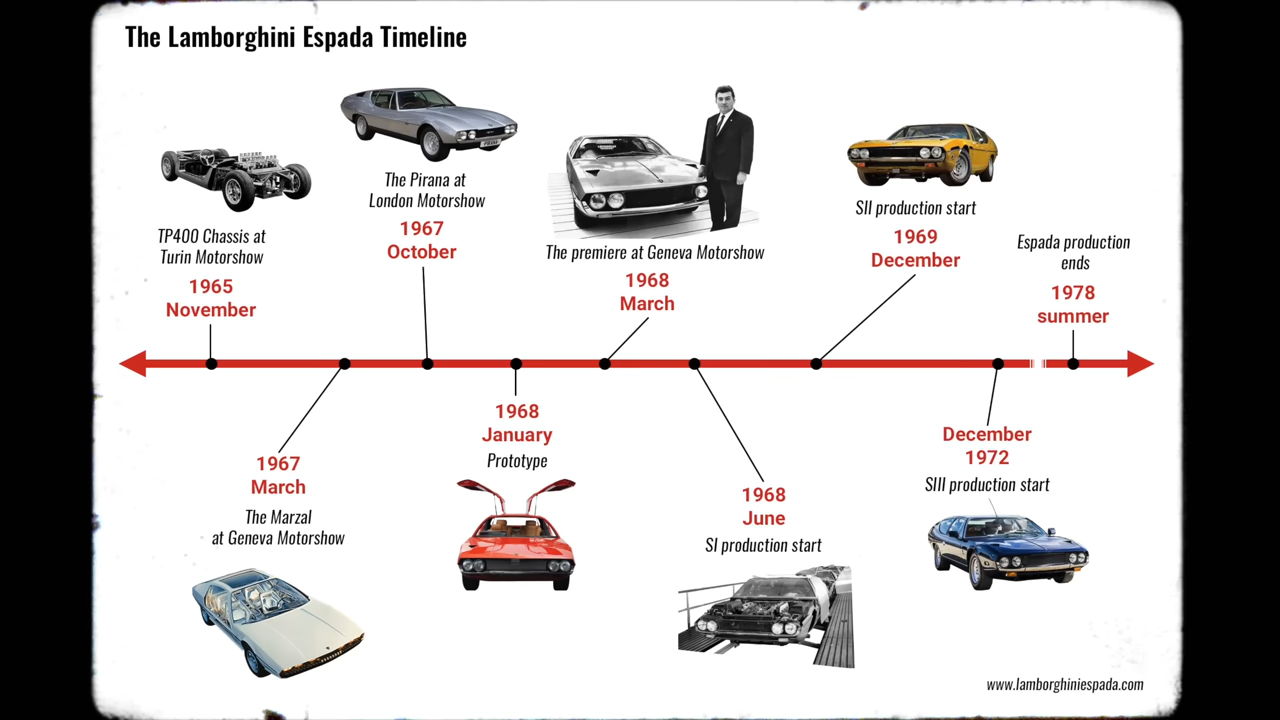 The Lamborghini Espada Timeline
TP400 Chassis at
Turin Motorshow
1965
November
The Marzal
at Geneva Motorshow
1967
March
The Pirana at
London Motorshow
1967
October
1968
January
Prototype
The premiere at Geneva Motorshow
1968
March
1968
June
SI production start
SII production start
1969
December
December
1972
SIII production start
Espada production
ends
1978
summer
www.lamborghiniespada.com